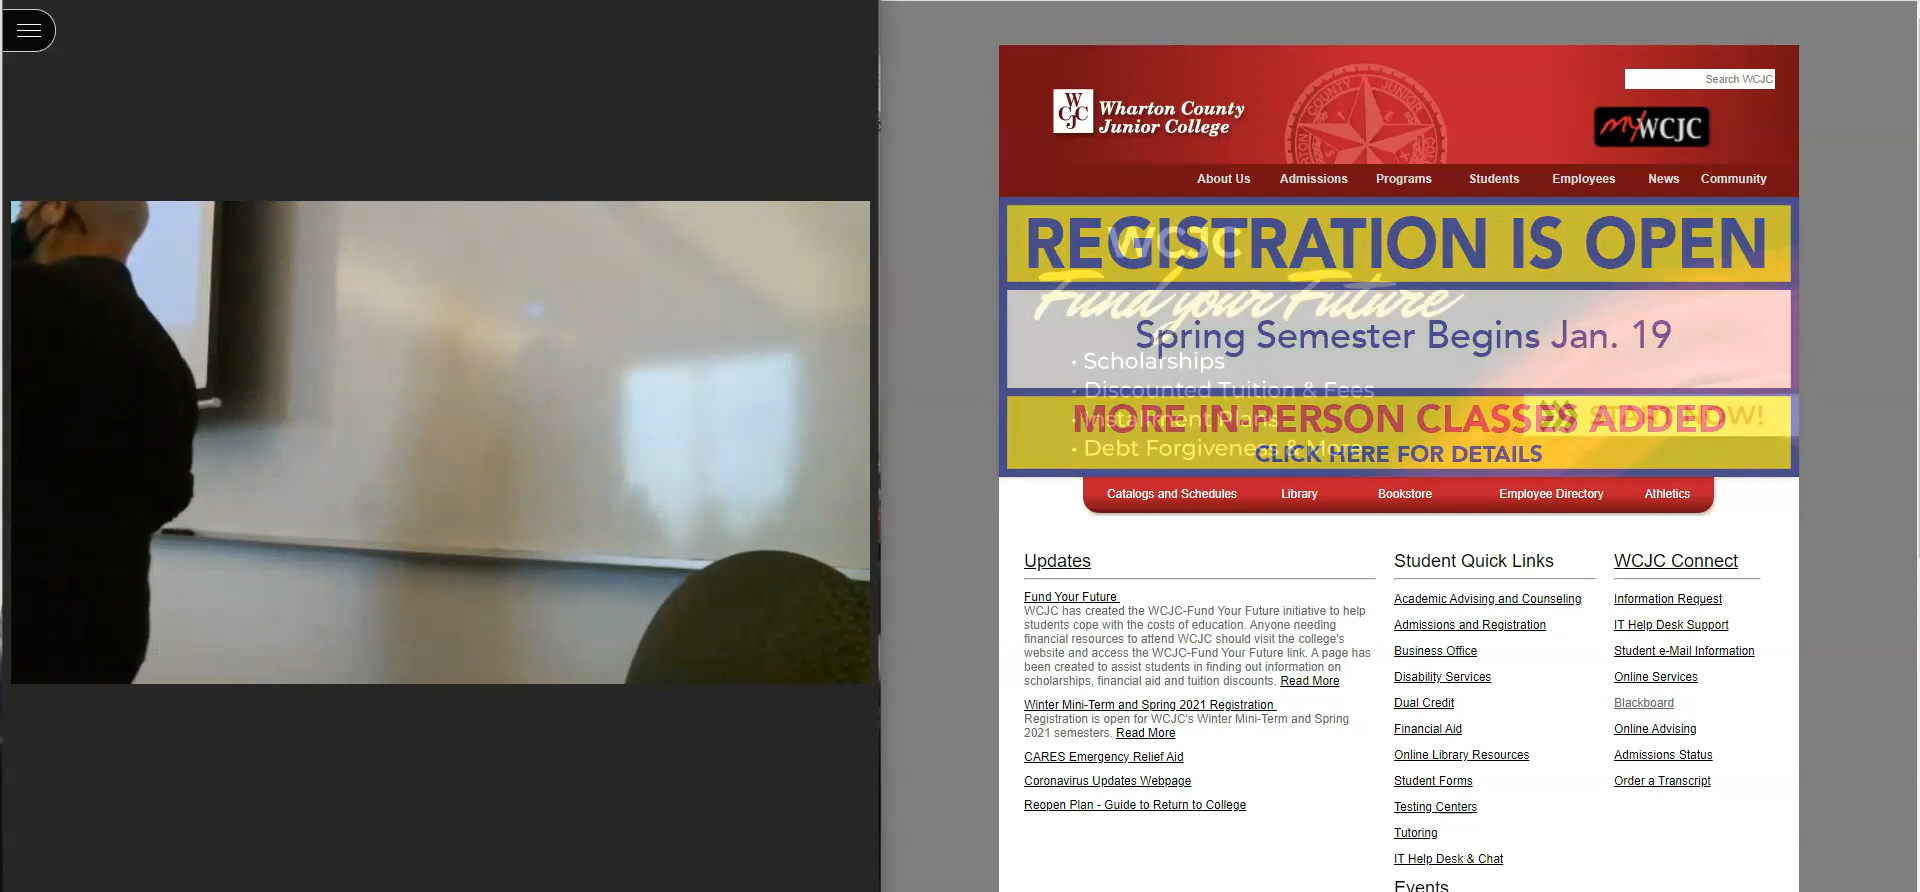 Search WCJC
WCJC
Wharton County
Junior College
myWCJC
About Us Admissions Programs Students Employees News Community
REGISTRATION IS OPEN
WCJC
Fund your Future
Spring Semester Begins Jan. 19
• Scholarships
• Discounted Tuition & Fees
MORE IN-PERSON CLASSES ADDED
• Installment Plans
START NOW!
• Debt Forgiveness & More
CLICK HERE FOR DETAILS
Catalogs and Schedules Library Bookstore Employee Directory Athletics
Updates
Fund Your Future
WCJC has created the WCJC-Fund Your Future initiative to help
students cope with the costs of education. Anyone needing
financial resources to attend WCJC should visit the college's
website and access the WCJC-Fund Your Future link. A page has
been created to assist students in finding out information on
scholarships, financial aid and tuition discounts. Read More
Winter Mini-Term and Spring 2021 Registration
Registration is open for WCJC's Winter Mini-Term and Spring
2021 semesters. Read More
CARES Emergency Relief Aid
Coronavirus Updates Webpage
Reopen Plan - Guide to Return to College
Student Quick Links
Academic Advising and Counseling
Admissions and Registration
Business Office
Disability Services
Dual Credit
Financial Aid
Online Library Resources
Student Forms
Testing Centers
Tutoring
IT Help Desk & Chat
Events
WCJC Connect
Information Request
IT Help Desk Support
Student e-Mail Information
Online Services
Blackboard
Online Advising
Admissions Status
Order a Transcript